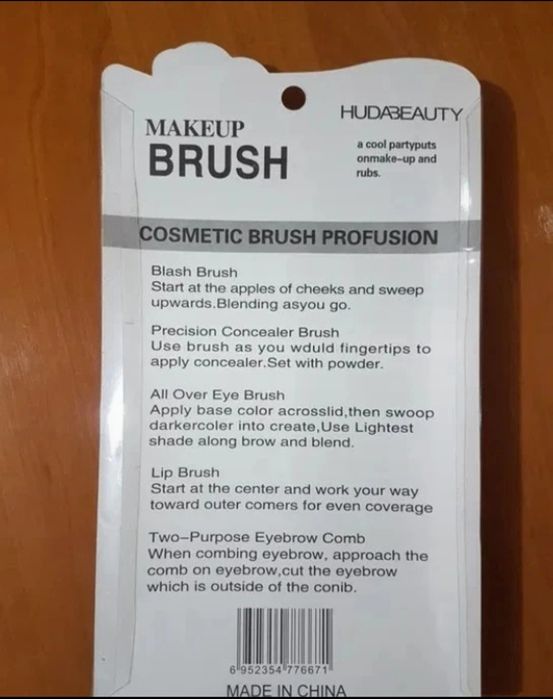 HUDABEAUTY
MAKEUP
BRUSH
a cool partyputs
onmake-up and
rubs.
COSMETIC BRUSH PROFUSION
Blash Brush
Start at the apples of cheeks and sweep
upwards.Blending asyou go.
Precision Concealer Brush
Use brush as you wduld fingertips to
apply concealer.Set with powder.
All Over Eye Brush
Apply base color acrosslid,then swoop
darkercoler into create,Use Lightest
shade along brow and blend.
Lip Brush
Start at the center and work your way
toward outer comers for even coverage
Two-Purpose Eyebrow Comb
When combing eyebrow, approach the
comb on eyebrow,cut the eyebrow
which is outside of the conib.
6 952354 776671
MADE IN CHINA